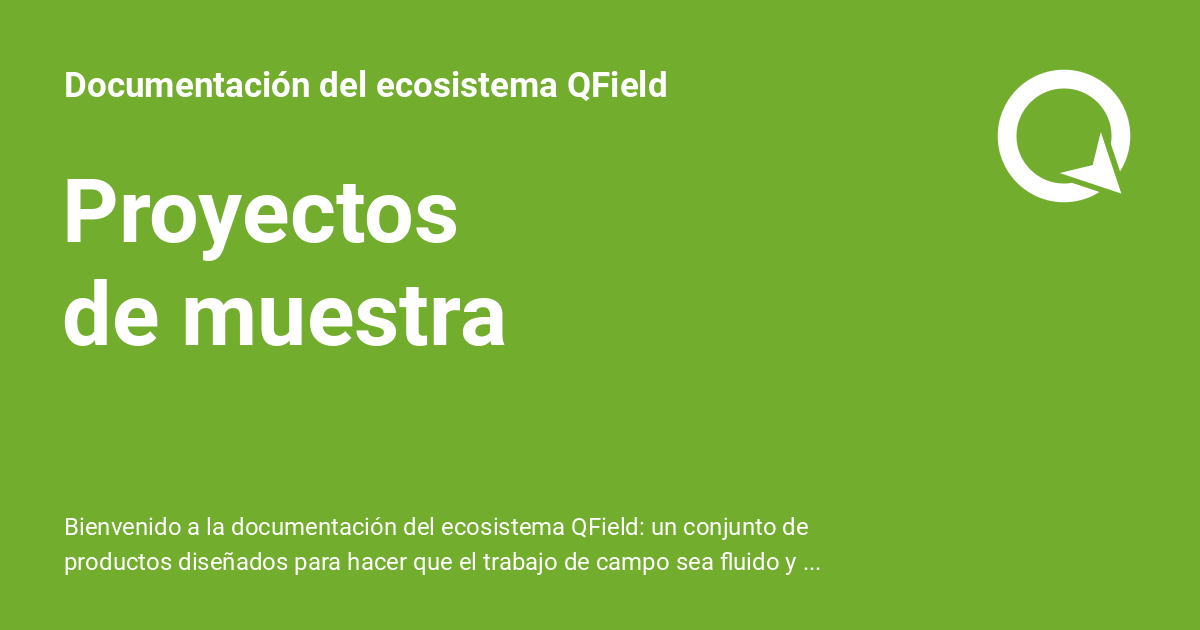 Documentación del ecosistema QField
Proyectos
de muestra
Bienvenido a la documentación del ecosistema QField: un conjunto de
productos diseñados para hacer que el trabajo de campo sea fluido y ...